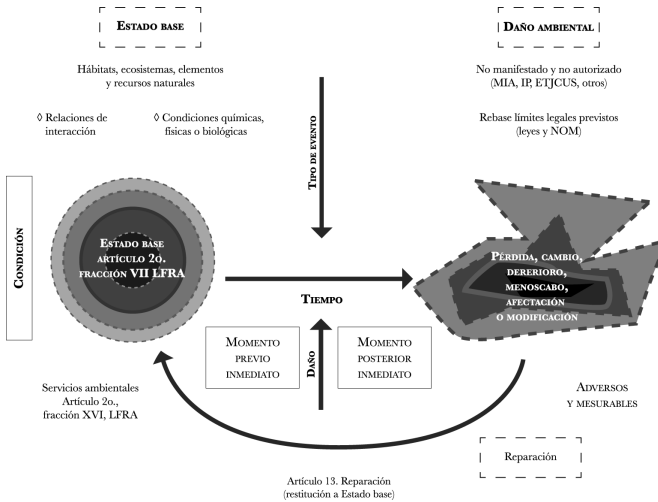 ESTADO BASE
Hábitats, ecosistemas, elementos
y recursos naturales
◊ Relaciones de
interacción
◊ Condiciones químicas,
físicas o biológicas
DAÑO AMBIENTAL
No manifestado y no autorizado
(MIA, IP, ETJCUS, otros)
Rebase límites legales previstos
(leyes y NOM)
TIPO DE EVENTO
CONDICIÓN
ESTADO BASE
ARTÍCULO 2O.
FRACCIÓN VII LFRA
PÉRDIDA, CAMBIO,
DERERIORO,
MENOSCABO,
AFECTACIÓN
O MODIFICACIÓN
TIEMPO
MOMENTO
PREVIO
INMEDIATO
DAÑO
MOMENTO
POSTERIOR
INMEDIATO
Servicios ambientales
Artículo 2o.,
fracción XVI, LFRA
ADVERSOS
Y MESURABLES
Reparación
Artículo 13. Reparación
(restitución a Estado base)